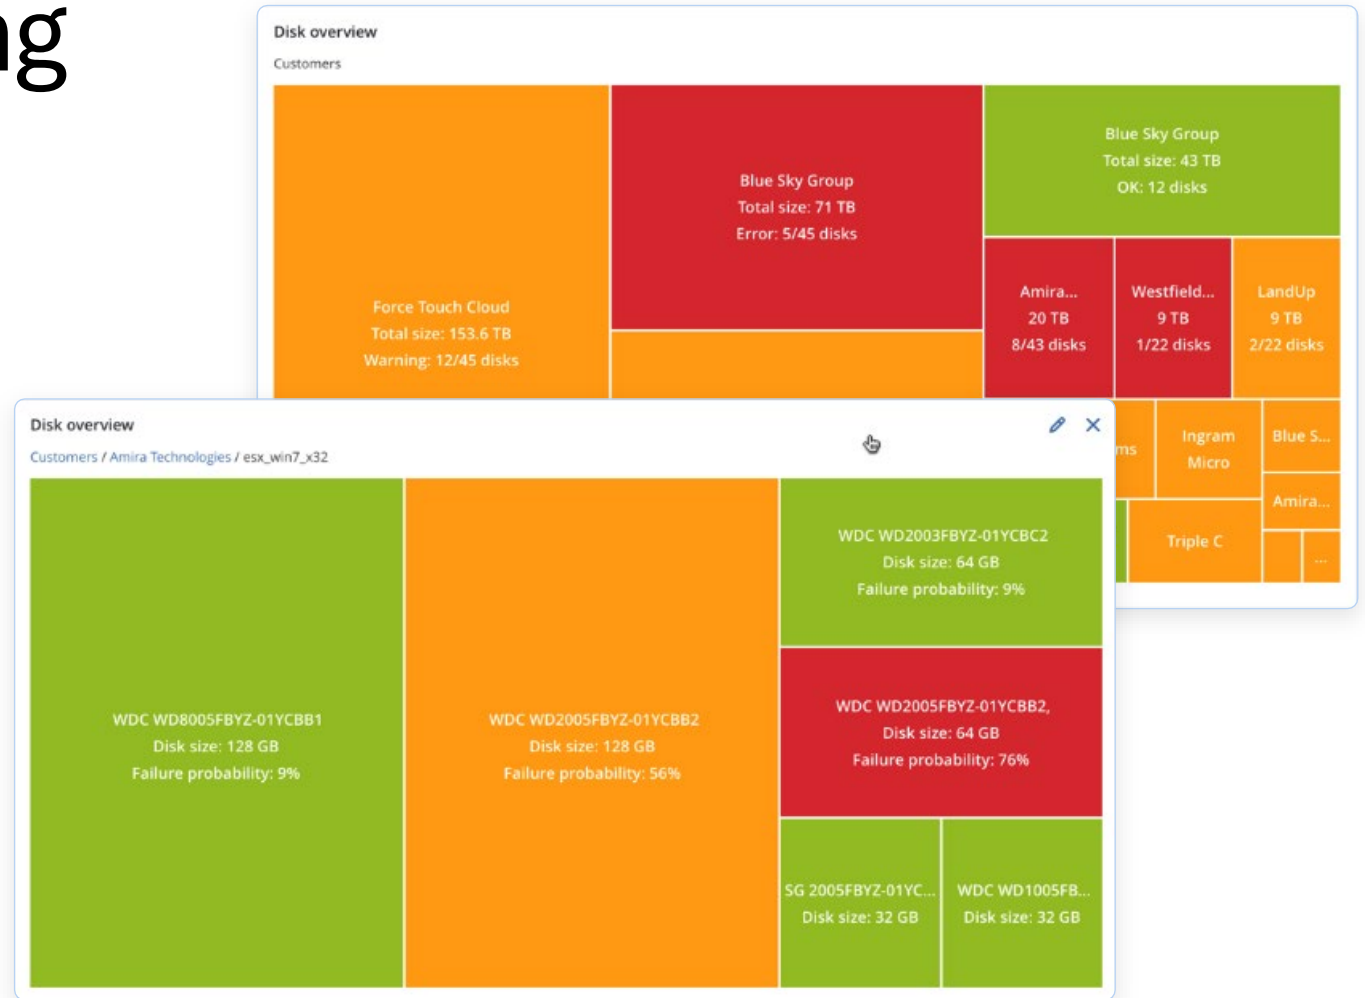 ng
Disk overview
Customers
Force Touch Cloud
Total size: 153.6 TB
Warning: 12/45 disks
Blue Sky Group
Total size: 71 TB
Error: 5/45 disks
Blue Sky Group
Total size: 43 TB
OK: 12 disks
Amira...
20 TB
8/43 disks
Westfield...
9 TB
1/22 disks
LandUp
9 TB
2/22 disks
ms
Ingram
Micro
Blue S...
Amira...
Triple C
...
Disk overview
Customers / Amira Technologies / esx_win7_x32
WDC WD8005FBYZ-01YCBB1
Disk size: 128 GB
Failure probability: 9%
WDC WD2005FBYZ-01YCBB2
Disk size: 128 GB
Failure probability: 56%
WDC WD2003FBYZ-01YCBC2
Disk size: 64 GB
Failure probability: 9%
WDC WD2005FBYZ-01YCBB2,
Disk size: 64 GB
Failure probability: 76%
SG 2005FBYZ-01YC...
Disk size: 32 GB
WDC WD1005FB...
Disk size: 32 GB